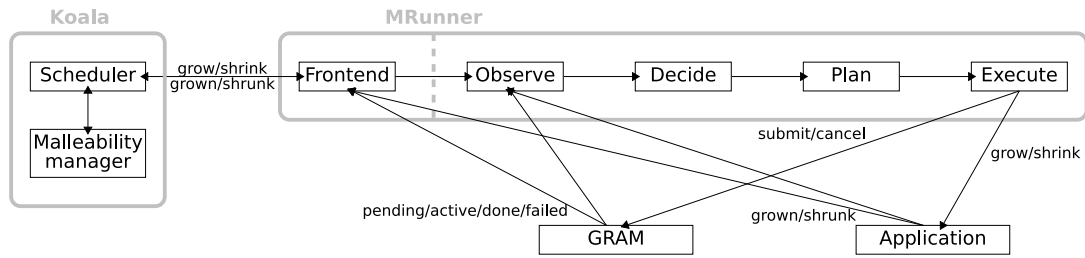 Koala
MRunner
Scheduler
grow/shrink
grown/shrunk
Frontend
Observe
Decide
Plan
Execute
Malleability
manager
submit/cancel
grow/shrink
pending/active/done/failed
grown/shrunk
GRAM
Application